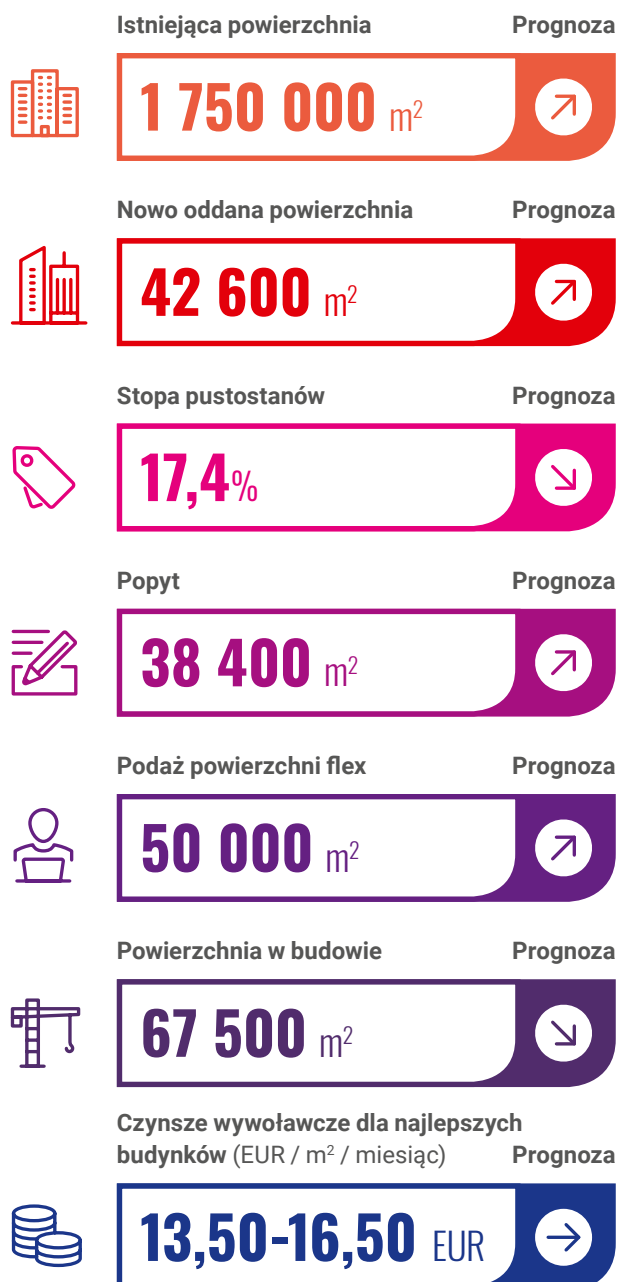 Istniejąca powierzchnia Prognoza
1 750 000 m²
Nowo oddana powierzchnia Prognoza
42 600 m²
Stopa pustostanów Prognoza
17,4%
Popyt Prognoza
38 400 m²
Podaż powierzchni flex Prognoza
50 000 m²
Powierzchnia w budowie Prognoza
67 500 m²
Czynsze wywoławcze dla najlepszych
budynków (EUR / m² / miesiąc) Prognoza
13,50-16,50 EUR